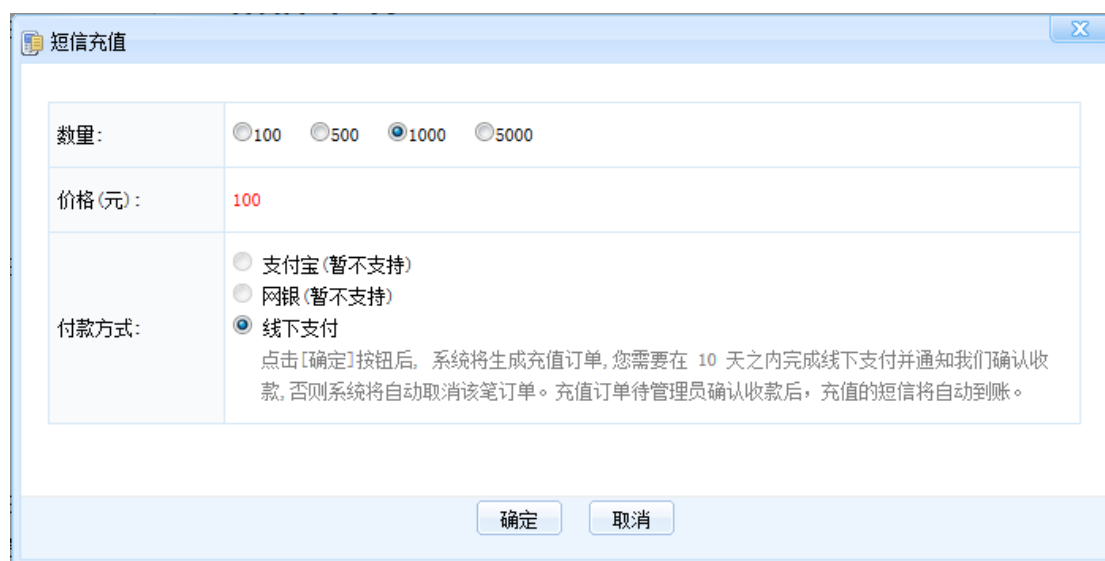 短信充值
数量:
100 500 1000 5000
价格(元):
100
支付宝(暂不支持)
网银(暂不支持)
付款方式:
线下支付
点击[确定]按钮后, 系统将生成充值订单,您需要在 10 天之内完成线下支付并通知我们确认收
款,否则系统将自动取消该笔订单。充值订单待管理员确认收款后，充值的短信将自动到账。
确定 取消